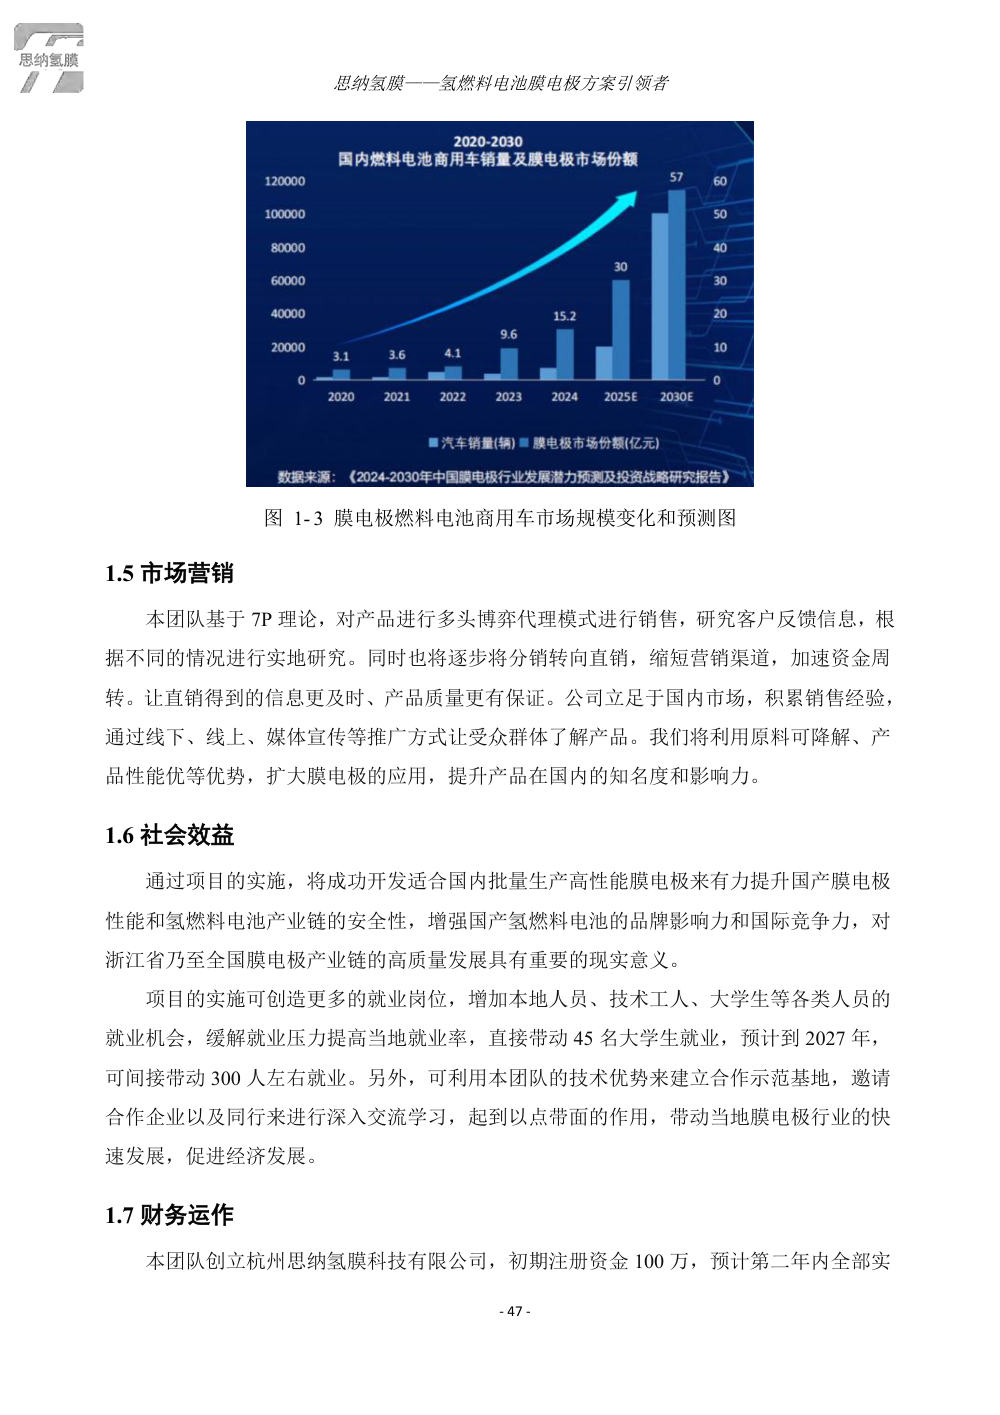 思纳氢膜
思纳氢膜——氢燃料电池膜电极方案引领者
2020-2030
国内燃料电池商用车销量及膜电极市场份额
120000
100000
80000
60000
40000
20000
0
60
50
40
30
20
10
0
3.1
3.6
4.1
9.6
15.2
30
57
2020 2021 2022 2023 2024 2025E 2030E
汽车销量(辆) 膜电极市场份额(亿元)
数据来源：《2024-2030年中国膜电极行业发展潜力预测及投资战略研究报告》
图 1-3 膜电极燃料电池商用车市场规模变化和预测图
1.5 市场营销
本团队基于 7P 理论，对产品进行多头博弈代理模式进行销售，研究客户反馈信息，根
据不同的情况进行实地研究。同时也将逐步将分销转向直销，缩短营销渠道，加速资金周
转。让直销得到的信息更及时、产品质量更有保证。公司立足于国内市场，积累销售经验，
通过线下、线上、媒体宣传等推广方式让受众群体了解产品。我们将利用原料可降解、产
品性能优等优势，扩大膜电极的应用，提升产品在国内的知名度和影响力。
1.6 社会效益
通过项目的实施，将成功开发适合国内批量生产高性能膜电极来有力提升国产膜电极
性能和氢燃料电池产业链的安全性，增强国产氢燃料电池的品牌影响力和国际竞争力，对
浙江省乃至全国膜电极产业链的高质量发展具有重要的现实意义。
项目的实施可创造更多的就业岗位，增加本地人员、技术工人、大学生等各类人员的
就业机会，缓解就业压力提高当地就业率，直接带动 45 名大学生就业，预计到 2027 年，
可间接带动 300 人左右就业。另外，可利用本团队的技术优势来建立合作示范基地，邀请
合作企业以及同行来进行深入交流学习，起到以点带面的作用，带动当地膜电极行业的快
速发展，促进经济发展。
1.7 财务运作
本团队创立杭州思纳氢膜科技有限公司，初期注册资金 100 万，预计第二年内全部实
- 47 -